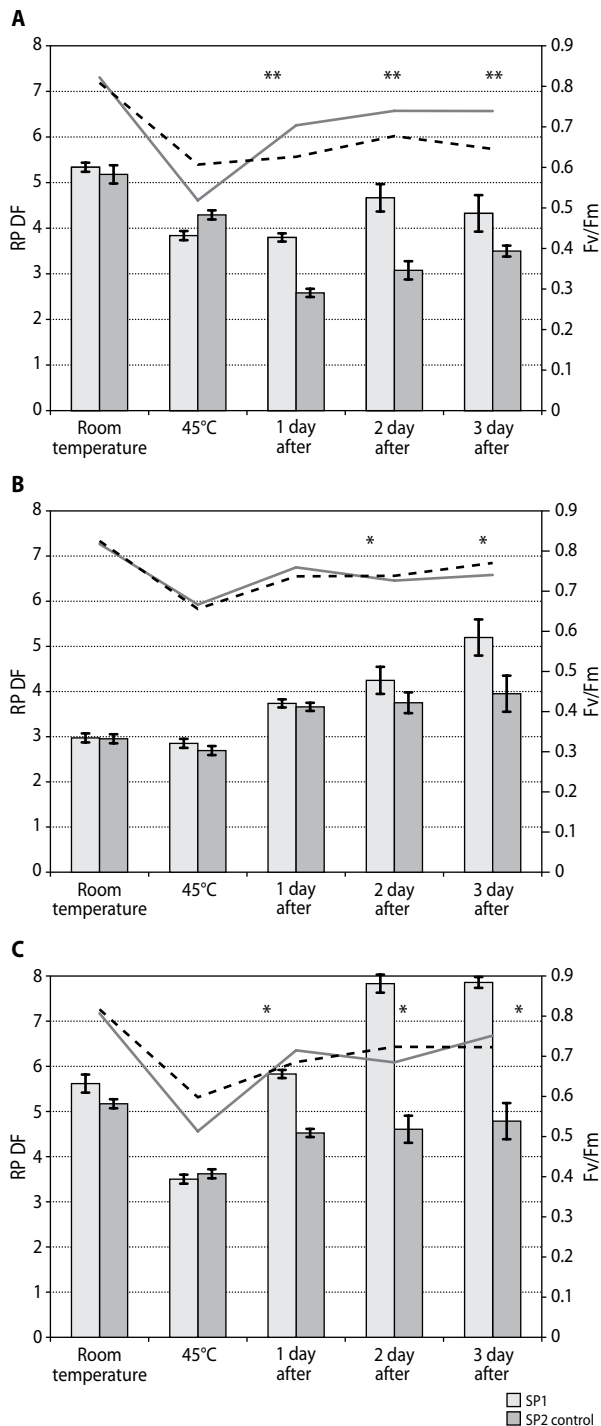 A
8
7
6
5
4
3
2
1
0
RP DF
0.9
0.8
0.7
0.6
0.5
0.4
0.3
0.2
0.1
0
Fv/Fm
** ** **
Room temperature
45°C
1 day after
2 day after
3 day after
B
8
7
6
5
4
3
2
1
0
RP DF
0.9
0.8
0.7
0.6
0.5
0.4
0.3
0.2
0.1
0
Fv/Fm
* *
Room temperature
45°C
1 day after
2 day after
3 day after
C
8
7
6
5
4
3
2
1
0
RP DF
0.9
0.8
0.7
0.6
0.5
0.4
0.3
0.2
0.1
0
Fv/Fm
* * *
Room temperature
45°C
1 day after
2 day after
3 day after
SP1
SP2 control